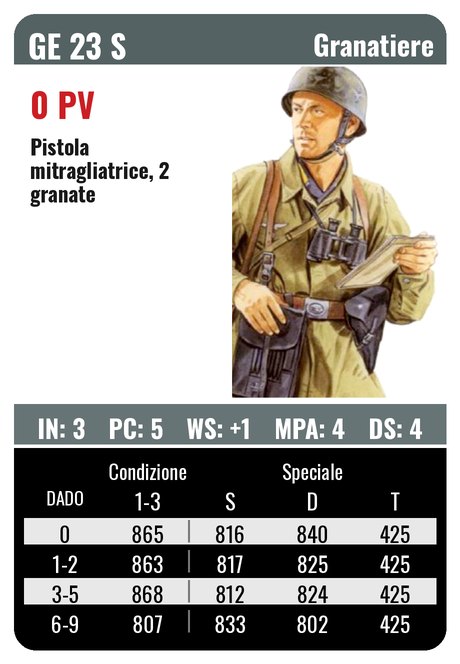 GE 23 S Granatiere
0 PV
Pistola
mitragliatrice, 2
granate
IN: 3 PC: 5 WS: +1 MPA: 4 DS: 4
Condizione Speciale
DADO 1-3 S D T
0 865 816 840 425
1-2 863 817 825 425
3-5 868 812 824 425
6-9 807 833 802 425